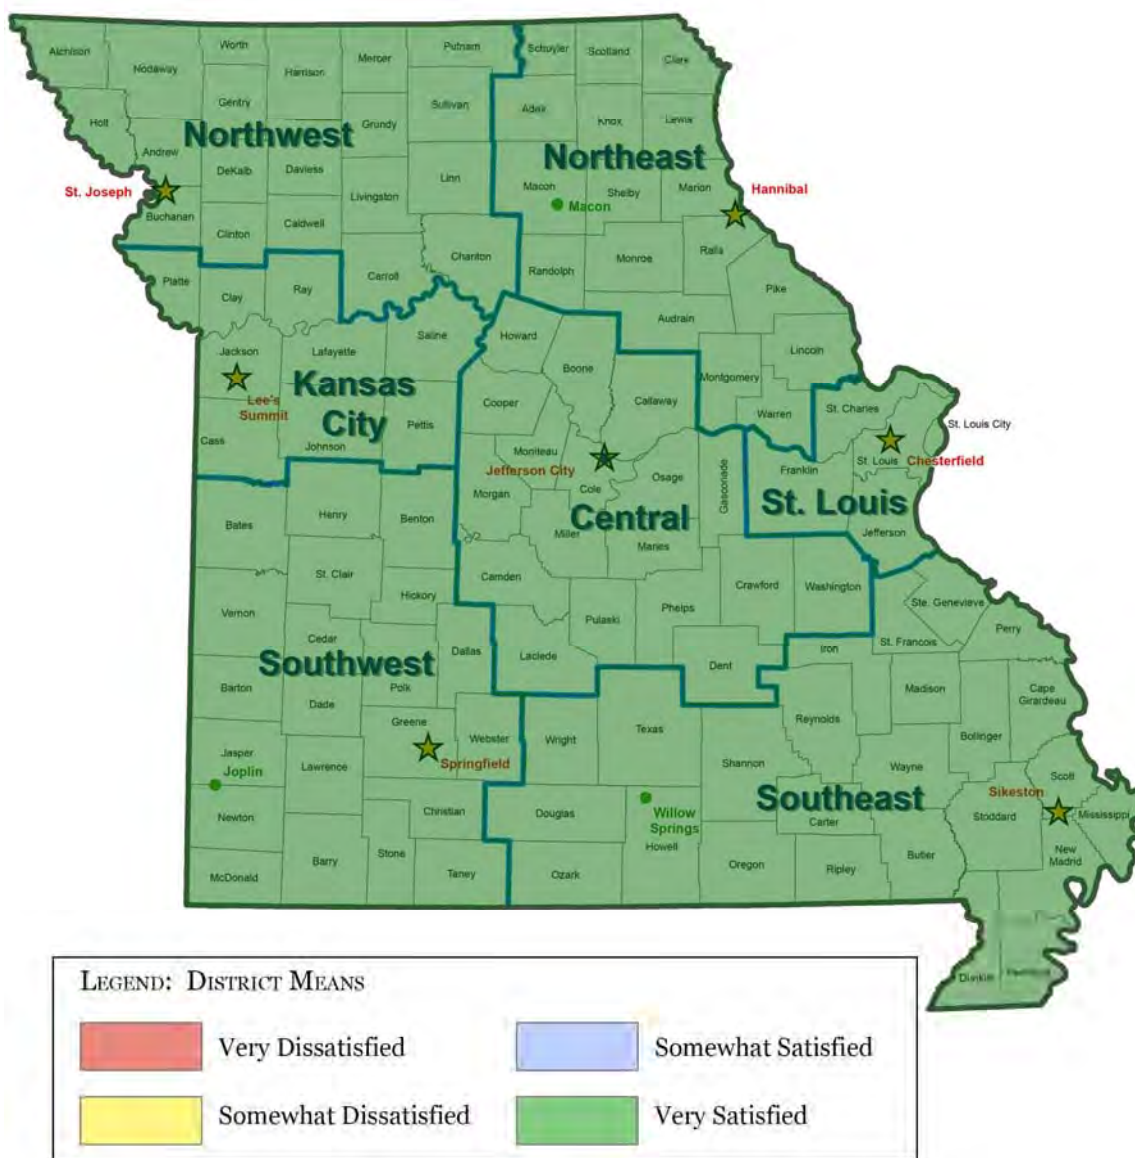 Atchison
Nodaway
Worth
Harrison
Mercer
Putnam
Schuyler
Scotland
Clark
Holt
Gentry
Sullivan
Adair
Knox
Lewis
Andrew
Grundy
Northwest
Northeast
DeKalb
Daviess
Linn
Macon
Shelby
Marion
Hannibal
St. Joseph
Livingston
Macon
Buchanan
Clinton
Caldwell
Chariton
Carroll
Randolph
Monroe
Ralls
Platte
Clay
Ray
Pike
Saline
Howard
Audrain
Jackson
Lafayette
Boone
Lincoln
Kansas
City
Lee's
Summit
Cooper
Callaway
Montgomery
Warren
St. Charles
St. Louis City
Cass
Johnson
Pettis
Moniteau
Jefferson City
Cole
Osage
Gasconade
Franklin
St. Louis
Chesterfield
Morgan
Central
St. Louis
Bates
Henry
Benton
Miller
Maries
Jefferson
St. Clair
Camden
Crawford
Washington
Vernon
Hickory
Pulaski
Phelps
Ste. Genevieve
Perry
Cedar
Dallas
Laclede
Dent
Iron
St. Francois
Southwest
Barton
Polk
Dade
Madison
Cape
Girardeau
Greene
Webster
Wright
Texas
Reynolds
Bollinger
Jasper
Joplin
Lawrence
Springfield
Shannon
Wayne
Scott
Southeast
Sikeston
Newton
Christian
Douglas
Willow
Springs
Carter
Stoddard
Mississippi
Howell
McDonald
Barry
Stone
Taney
Ozark
Oregon
Ripley
Butler
New
Madrid
Dunklin
Legend: District Means
Very Dissatisfied
Somewhat Satisfied
Somewhat Dissatisfied
Very Satisfied